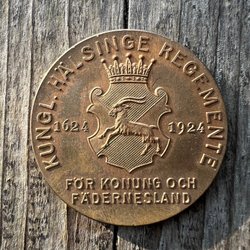 KUNGL. HÄLSINGE REGEMENTE
1624 1924
FÖR KONUNG OCH
FÄDERNESLAND